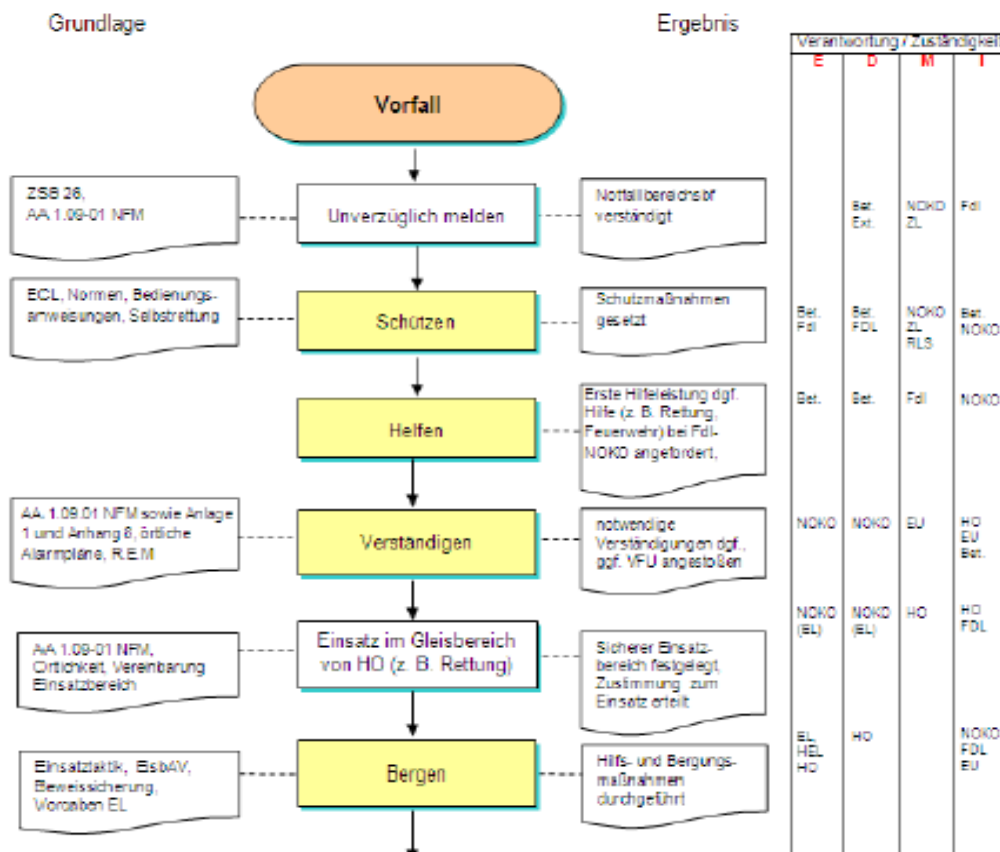 Grundlage
Ergebnis
Verantwortung / Zuständigkeit
E D M I
Vorfall
ZSB 26,
AA 1.09-01 NFM
Unverzüglich melden
Notfallbereichsbf
verständigt
Bet. NOKO Fdl
Ext. ZL
ECL, Normen, Bedienungs-
anweisungen, Selbstrettung
Schützen
Schutzmaßnahmen
gesetzt
Bet. Bet. NOKO Bet.
Fdl FDL ZL NOKO
RLS
Helfen
Erste Hilfeleistung dgf.
Hilfe (z. B. Rettung,
Feuerwehr) bei Fdl-
NOKO angefordert,
Bet. Bet. Fdl NOKO
AA 1.09.01 NFM sowie Anlage
1 und Anhang 6, örtliche
Alarmpläne, R.E.M
Verständigen
notwendige
Verständigungen dgf.,
ggf. VFU angestoßen
NOKO NOKO EU HO
EU
Bet.
AA 1.09-01 NFM,
Örtlichkeit, Vereinbarung
Einsatzbereich
Einsatz im Gleisbereich
von HO (z. B. Rettung)
Sicherer Einsatz-
bereich festgelegt,
Zustimmung zum
Einsatz erteilt
NOKO NOKO HO HO
(EL) (EL) FDL
Einsatztaktik, EisbAV,
Beweissicherung,
Vorgaben EL
Bergen
Hilfs- und Bergungs-
maßnahmen
durchgeführt
EL, HO NOKO
HEL FDL
HO EU